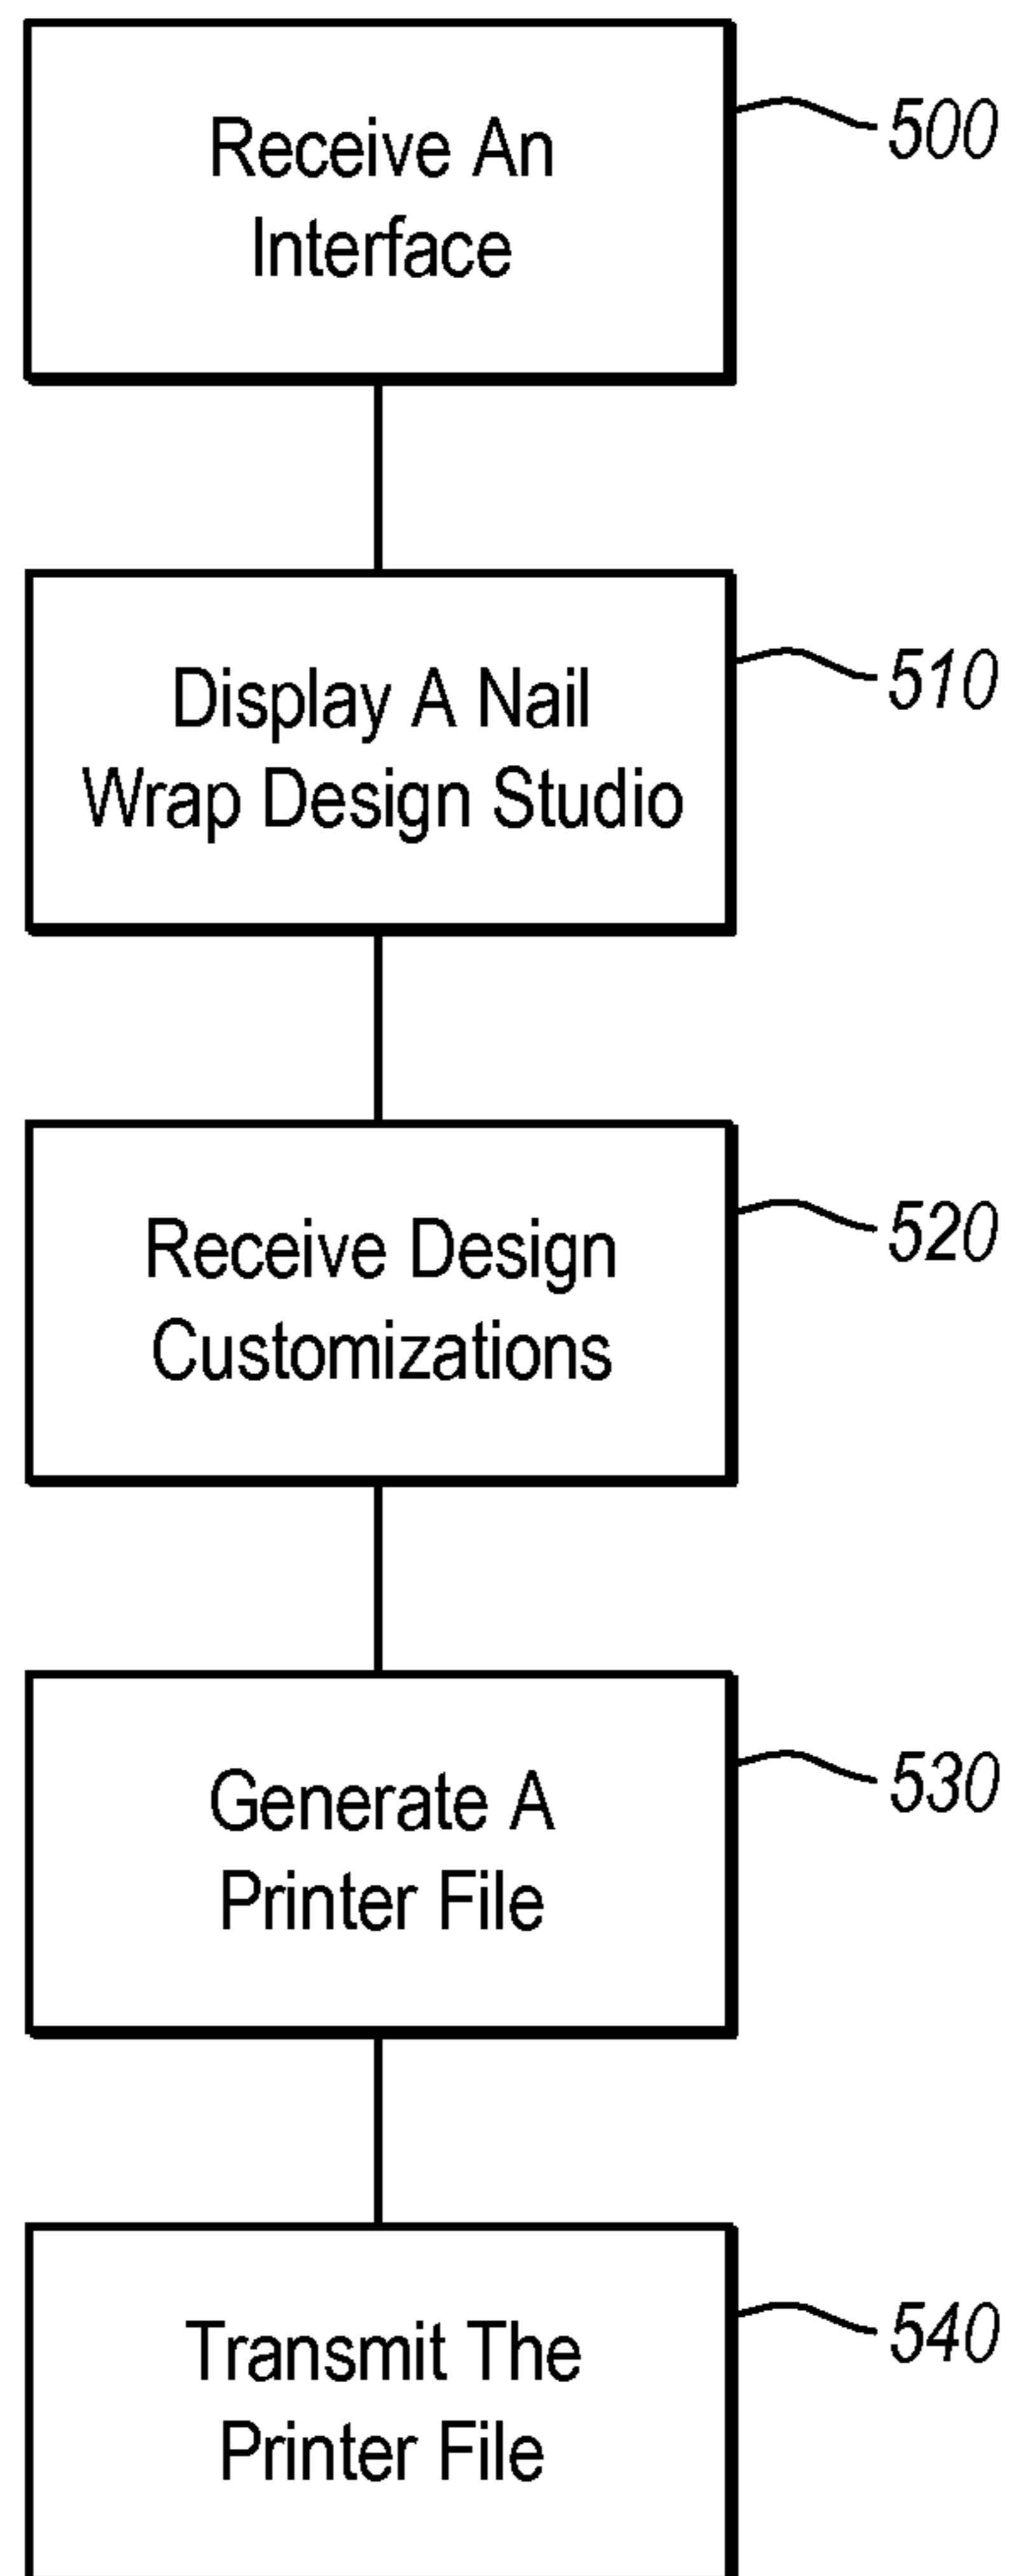 Receive An
Interface
500
Display A Nail
Wrap Design Studio
510
Receive Design
Customizations
520
Generate A
Printer File
530
Transmit The
Printer File
540